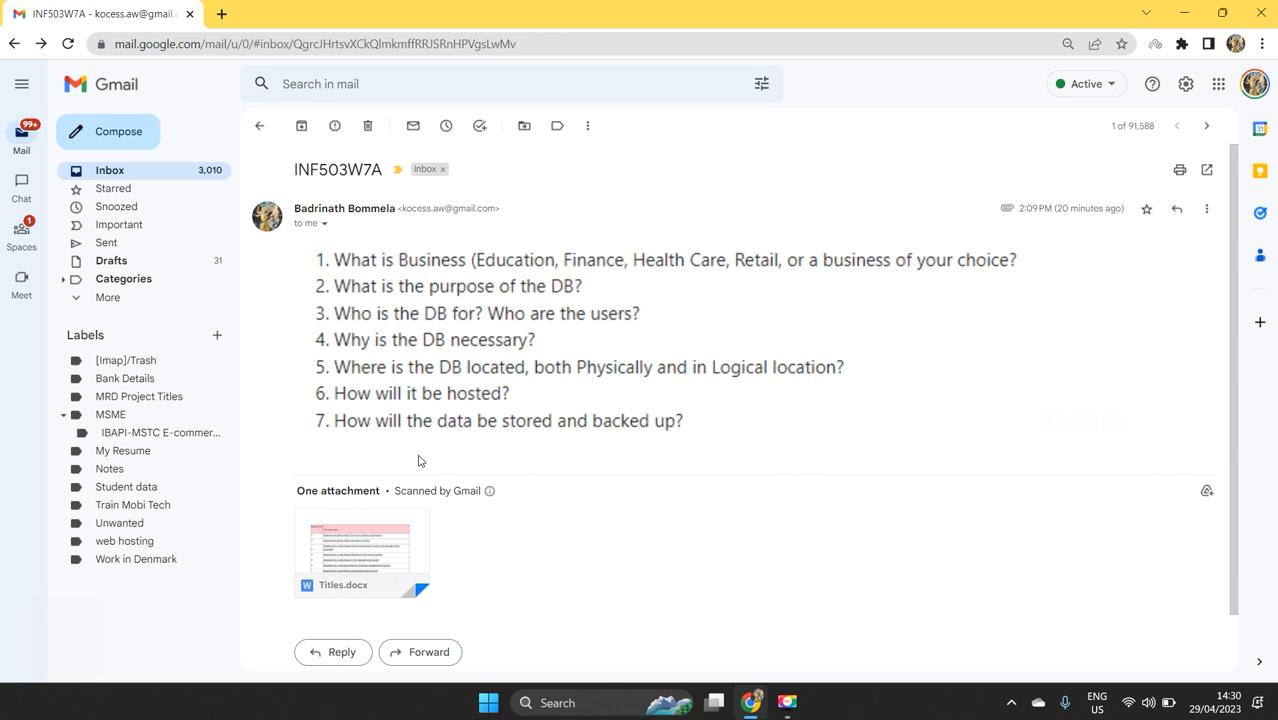 INF503W7A - kocess.aw@gmail.c
mail.google.com/mail/u/0/#inbox/QgrcJHrtsvXCkQlmkmffRRJSRnHPVgsLwMv
Gmail
Search in mail
Active
99+
Mail
Compose
1 of 91,588
Inbox 3,010
INF503W7A Inbox ×
Starred
Chat
Snoozed
Badrinath Bommela <kocess.aw@gmail.com> 2:09 PM (20 minutes ago)
to me
1
Spaces
Important
Sent
Drafts 31
Meet
Categories
More
1. What is Business (Education, Finance, Health Care, Retail, or a business of your choice?
2. What is the purpose of the DB?
3. Who is the DB for? Who are the users?
4. Why is the DB necessary?
5. Where is the DB located, both Physically and in Logical location?
6. How will it be hosted?
7. How will the data be stored and backed up?
Labels
[Imap]/Trash
Bank Details
MRD Project Titles
MSME
IBAPI-MSTC E-commer...
My Resume
Notes
Student data
Train Mobi Tech
Unwanted
web hosting
Work in Denmark
One attachment • Scanned by Gmail
W Titles.docx
Reply
Forward
Search
ENG
US
14:30
29/04/2023